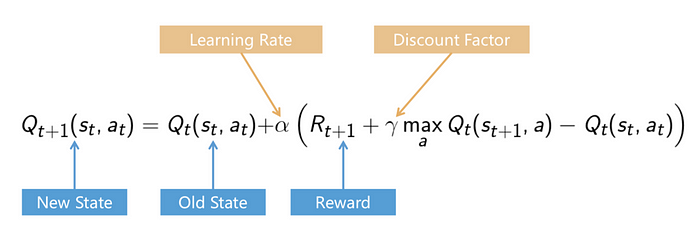 Learning Rate
Discount Factor
Q_{t+1}(s_t, a_t) = Q_t(s_t, a_t)+α (R_{t+1} + γ max_a Q_t(s_{t+1}, a) − Q_t(s_t, a_t))
New State
Old State
Reward